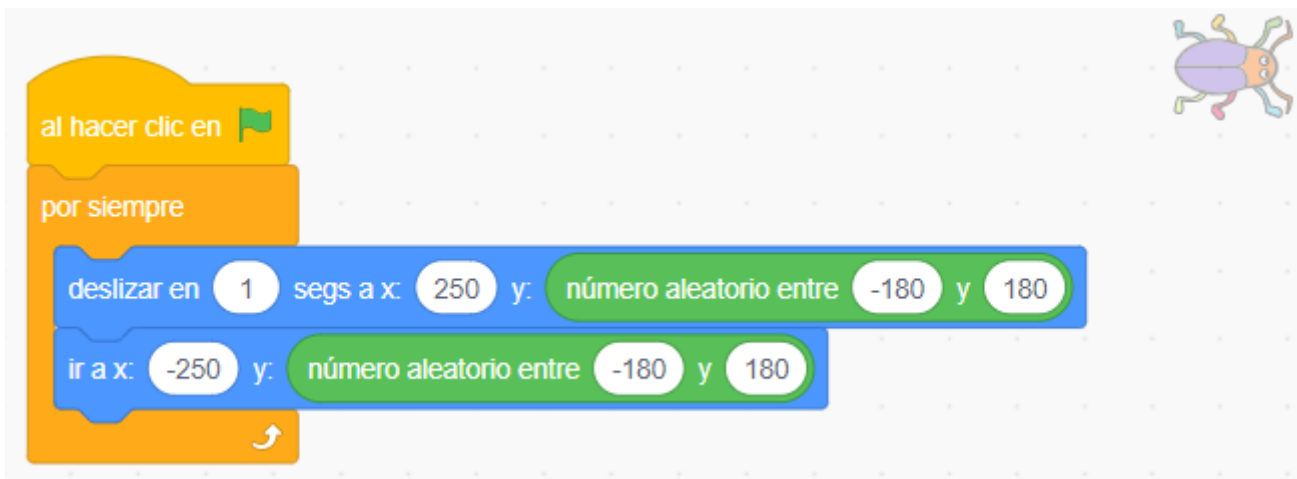 al hacer clic en
por siempre
deslizar en 1 segs a x: 250 y: número aleatorio entre -180 y 180
ir a x: -250 y: número aleatorio entre -180 y 180